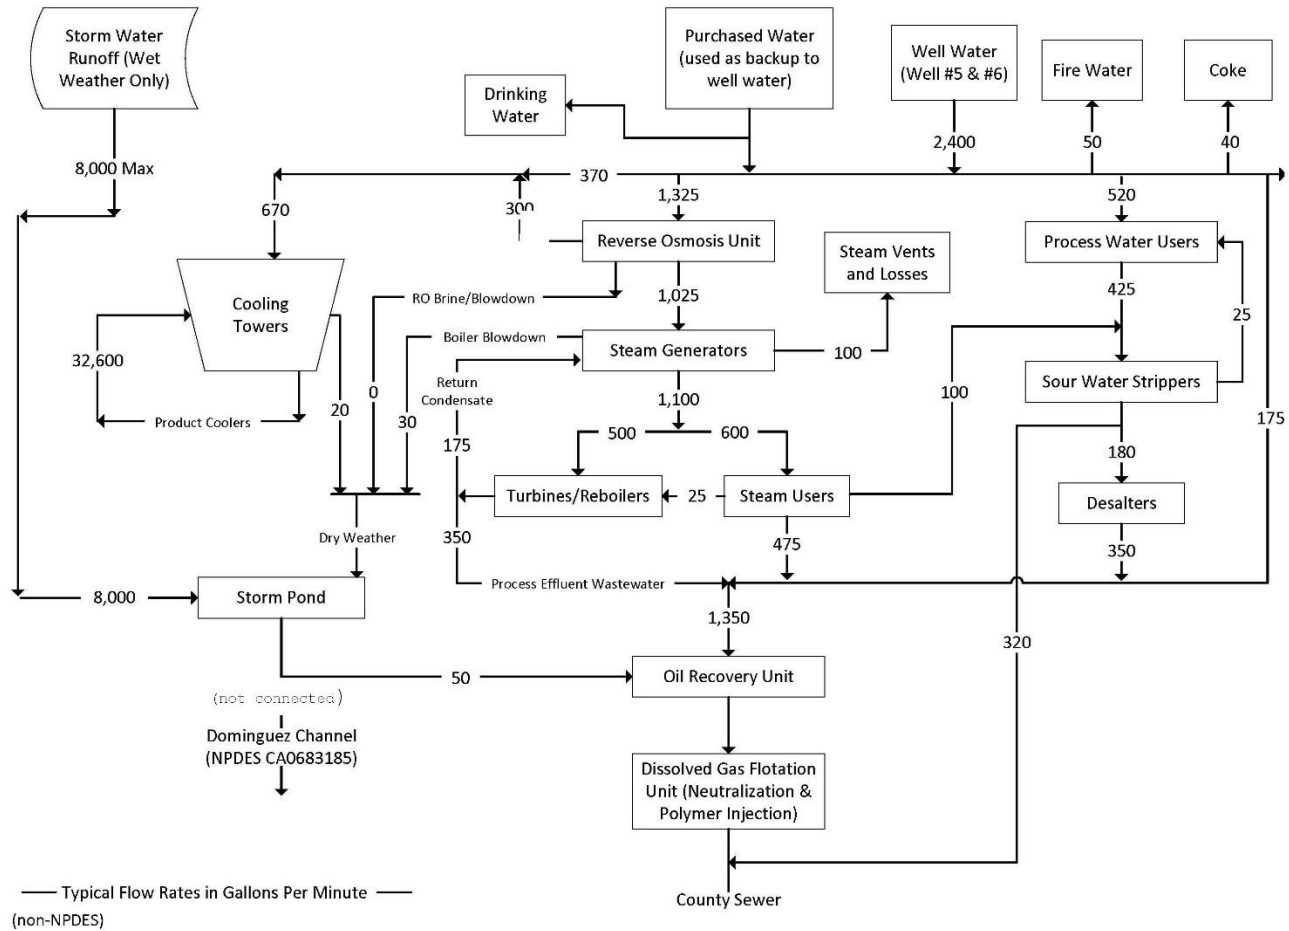 Storm Water
Runoff (Wet
Weather Only)
Purchased Water
(used as backup to
well water)
Well Water
(Well #5 & #6)
Fire Water
Coke
Drinking
Water
8,000 Max
2,400
50
40
370
300
1,325
520
670
Reverse Osmosis Unit
Steam Vents
and Losses
Process Water Users
RO Brine/Blowdown
1,025
425
25
Cooling
Towers
Boiler Blowdown
Steam Generators
100
32,600
Return
Condensate
Sour Water Strippers
1,100
100
Product Coolers
20
0
30
175
500
600
175
180
Turbines/Reboilers
25
Steam Users
Desalters
Dry Weather
350
475
350
Process Effluent Wastewater
8,000
Storm Pond
1,350
320
50
Oil Recovery Unit
(not connected)
Dominguez Channel
(NPDES CA0683185)
Dissolved Gas Flotation
Unit (Neutralization &
Polymer Injection)
Typical Flow Rates in Gallons Per Minute
(non-NPDES)
County Sewer